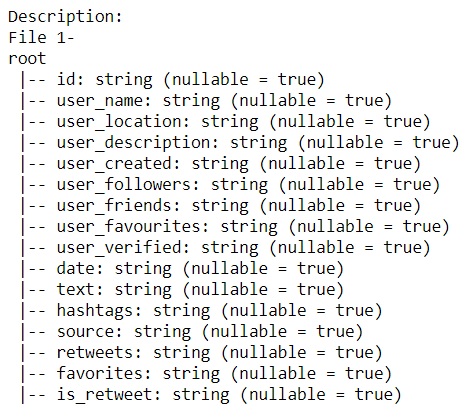 Description:
File 1-
root
 |-- id: string (nullable = true)
 |-- user_name: string (nullable = true)
 |-- user_location: string (nullable = true)
 |-- user_description: string (nullable = true)
 |-- user_created: string (nullable = true)
 |-- user_followers: string (nullable = true)
 |-- user_friends: string (nullable = true)
 |-- user_favourites: string (nullable = true)
 |-- user_verified: string (nullable = true)
 |-- date: string (nullable = true)
 |-- text: string (nullable = true)
 |-- hashtags: string (nullable = true)
 |-- source: string (nullable = true)
 |-- retweets: string (nullable = true)
 |-- favorites: string (nullable = true)
 |-- is_retweet: string (nullable = true)